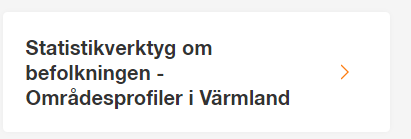 Statistikverktyg om
befolkningen -
Områdesprofiler i Värmland